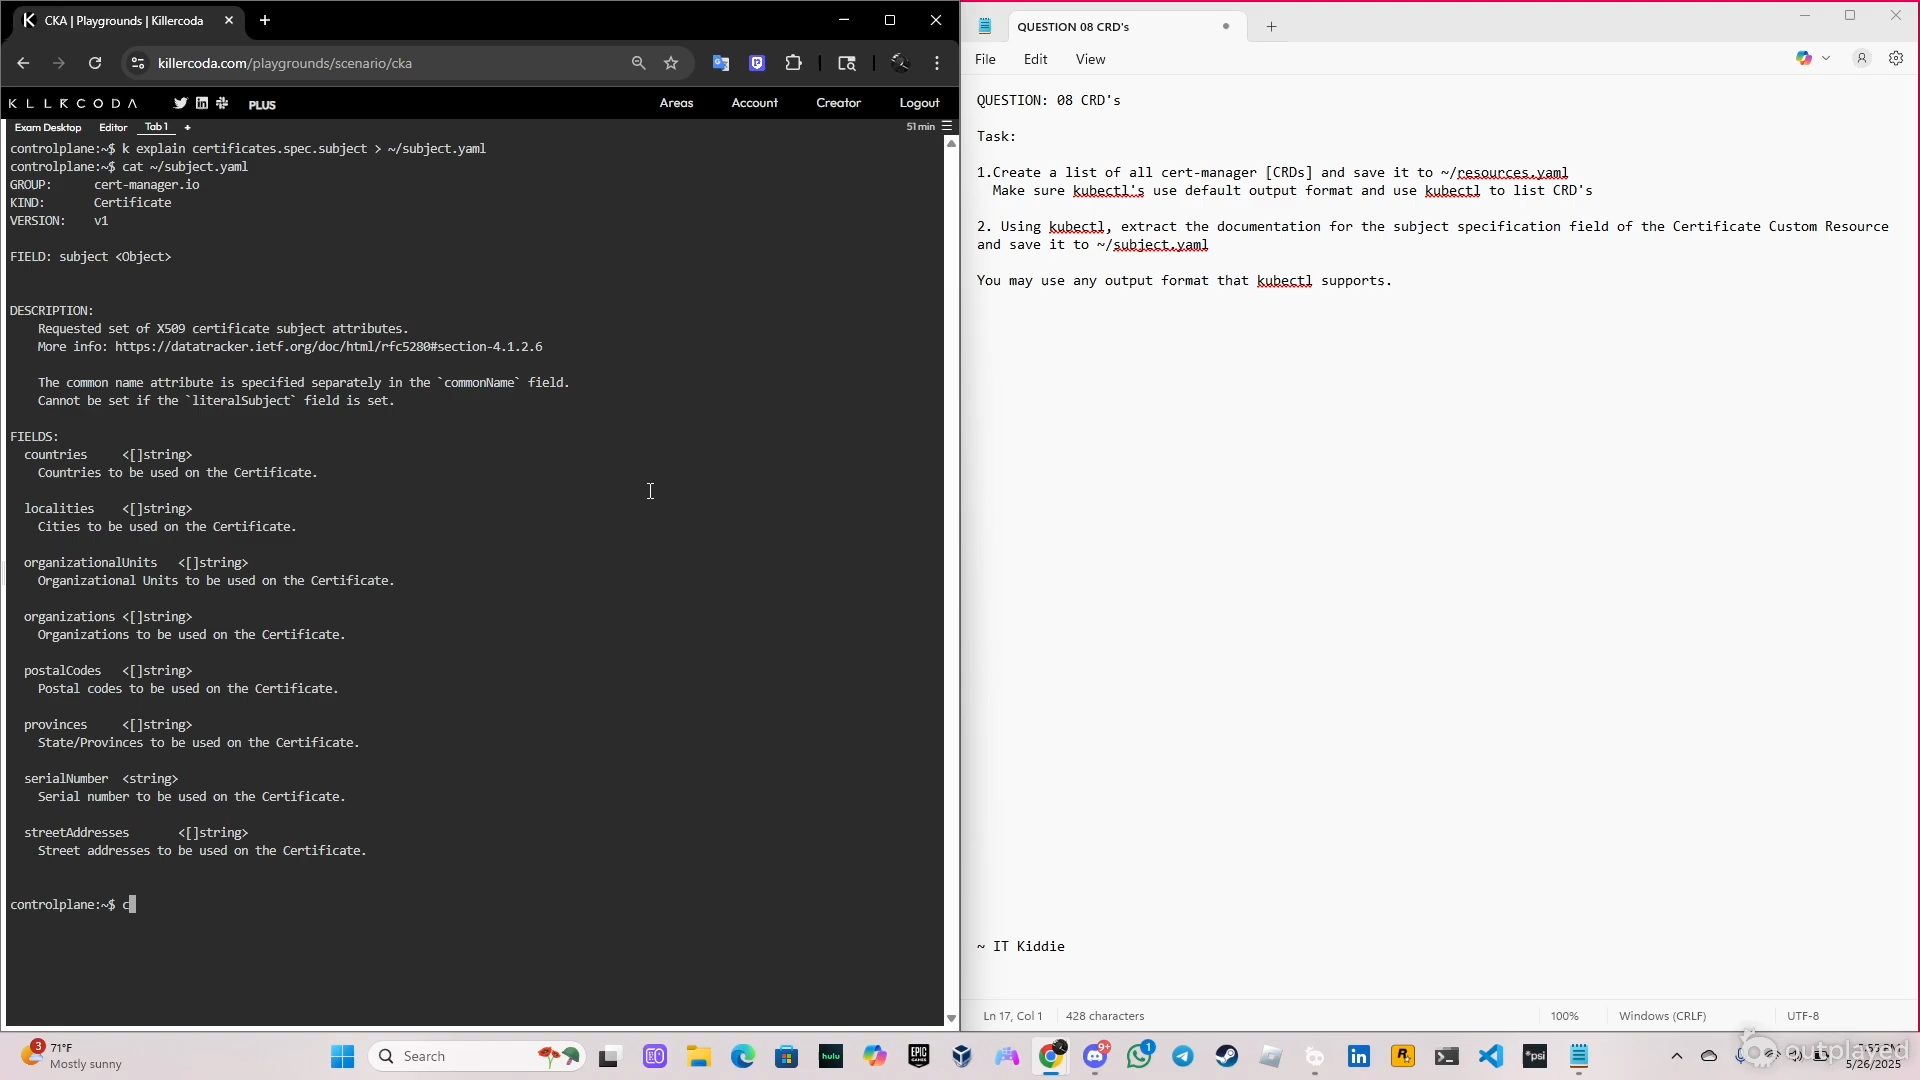 CKA | Playgrounds | Killercoda
killercoda.com/playgrounds/scenario/cka
PLUS
Areas
Account
Creator
Logout
Exam Desktop
Editor
Tab 1
+
51 min
controlplane:~$ k explain certificates.spec.subject > ~/subject.yaml
controlplane:~$ cat ~/subject.yaml
GROUP: cert-manager.io
KIND: Certificate
VERSION: v1
FIELD: subject <Object>
DESCRIPTION:
Requested set of X509 certificate subject attributes.
More info: https://datatracker.ietf.org/doc/html/rfc5280#section-4.1.2.6
The common name attribute is specified separately in the `commonName` field.
Cannot be set if the `literalSubject` field is set.
FIELDS:
countries <[]string>
Countries to be used on the Certificate.
localities <[]string>
Cities to be used on the Certificate.
organizationalUnits <[]string>
Organizational Units to be used on the Certificate.
organizations <[]string>
Organizations to be used on the Certificate.
postalCodes <[]string>
Postal codes to be used on the Certificate.
provinces <[]string>
State/Provinces to be used on the Certificate.
serialNumber <string>
Serial number to be used on the Certificate.
streetAddresses <[]string>
Street addresses to be used on the Certificate.
controlplane:~$ c
QUESTION 08 CRD's
File
Edit
View
QUESTION: 08 CRD's
Task:
1.Create a list of all cert-manager [CRDs] and save it to ~/resources.yaml
Make sure kubectl's use default output format and use kubectl to list CRD's
2. Using kubectl, extract the documentation for the subject specification field of the Certificate Custom Resource
and save it to ~/subject.yaml
You may use any output format that kubectl supports.
~ IT Kiddie
Ln 17, Col 1
428 characters
100%
Windows (CRLF)
UTF-8
3
71°F
Mostly sunny
Search
hulu
EPIC GAMES
9+
1
in
R
*psi
outplayed
5/26/2025